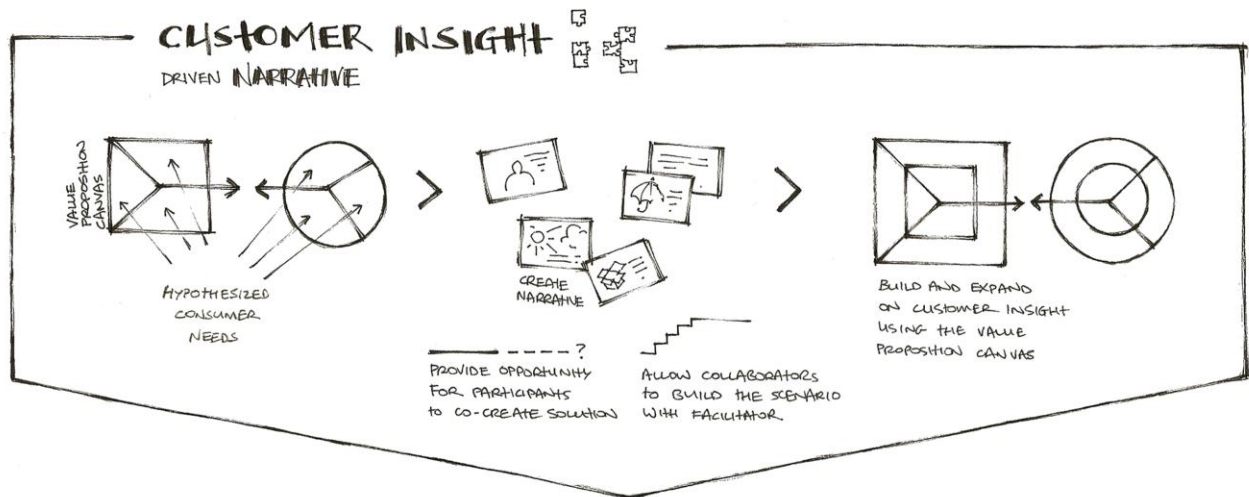 CUSTOMER INSIGHT
DRIVEN NARRATIVE
VALUE
PROPOSITION
CANVAS
HYPOTHESIZED
CONSUMER
NEEDS
CREATE
NARRATIVE
?
PROVIDE OPPORTUNITY
FOR PARTICIPANTS
to CO-CREATE SOLUTION
ALLOW COLLABORATORS
to BUILD THE SCENARIO
WITH FACILITATOR
BUILD AND EXPAND
ON CUSTOMER INSIGHT
USING THE VALUE
PROPOSITION CANVAS